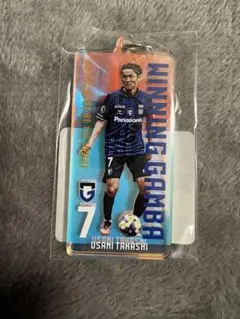 WINNING GAMBA
Panasonic
7
G
7
USAMI TAKASHI